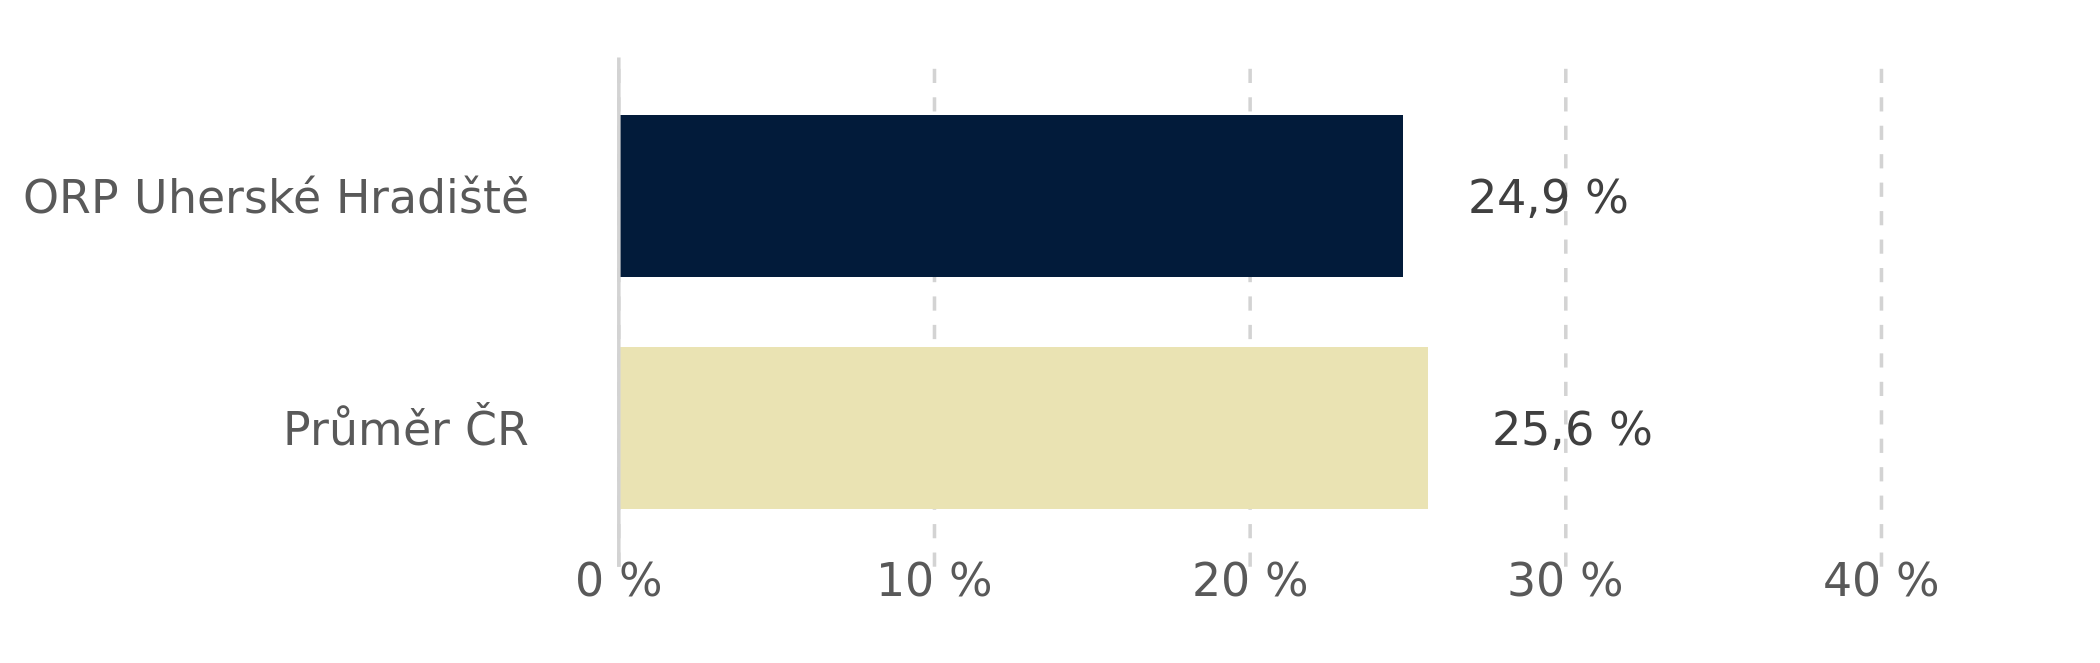 ORP Uherské Hradiště
24,9 %
Průměr ČR
25,6 %
0 % 10 % 20 % 30 % 40 %